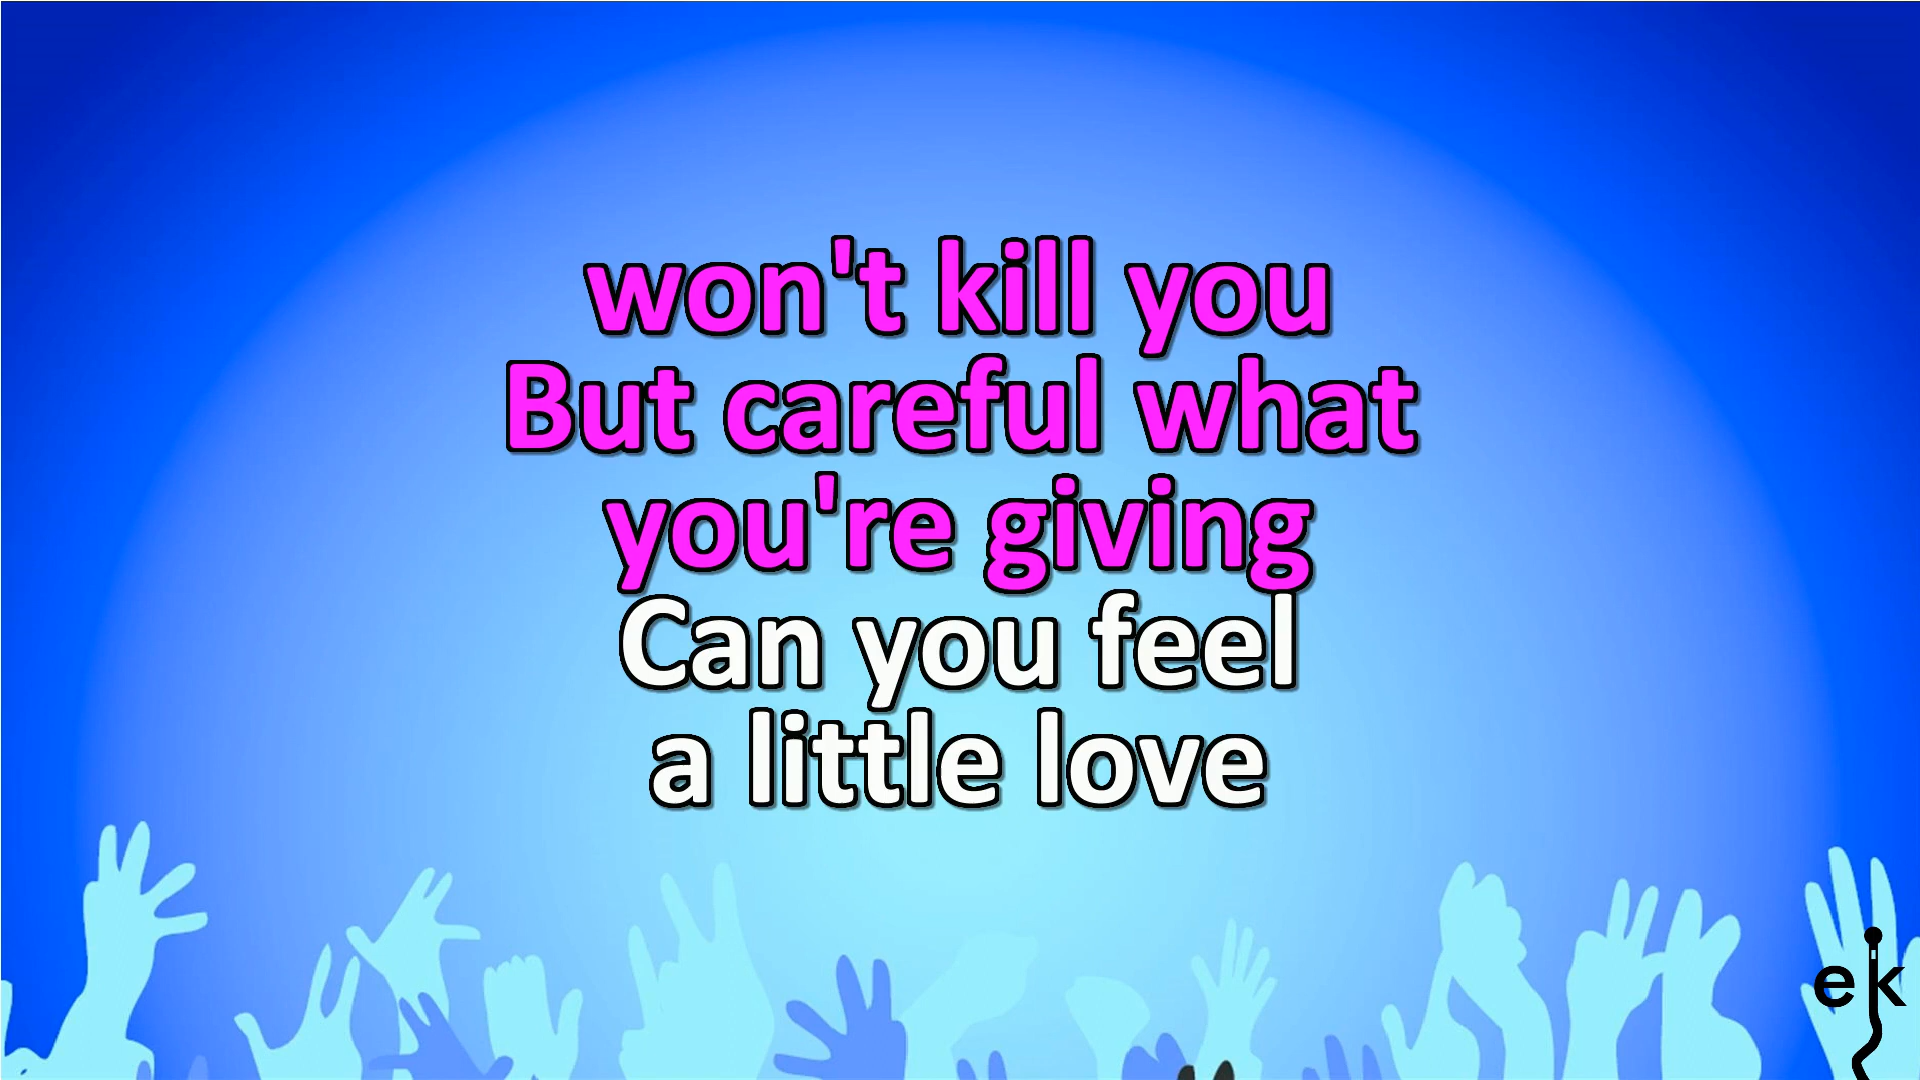 won't kill you
But careful what
you're giving
Can you feel
a little love
ek